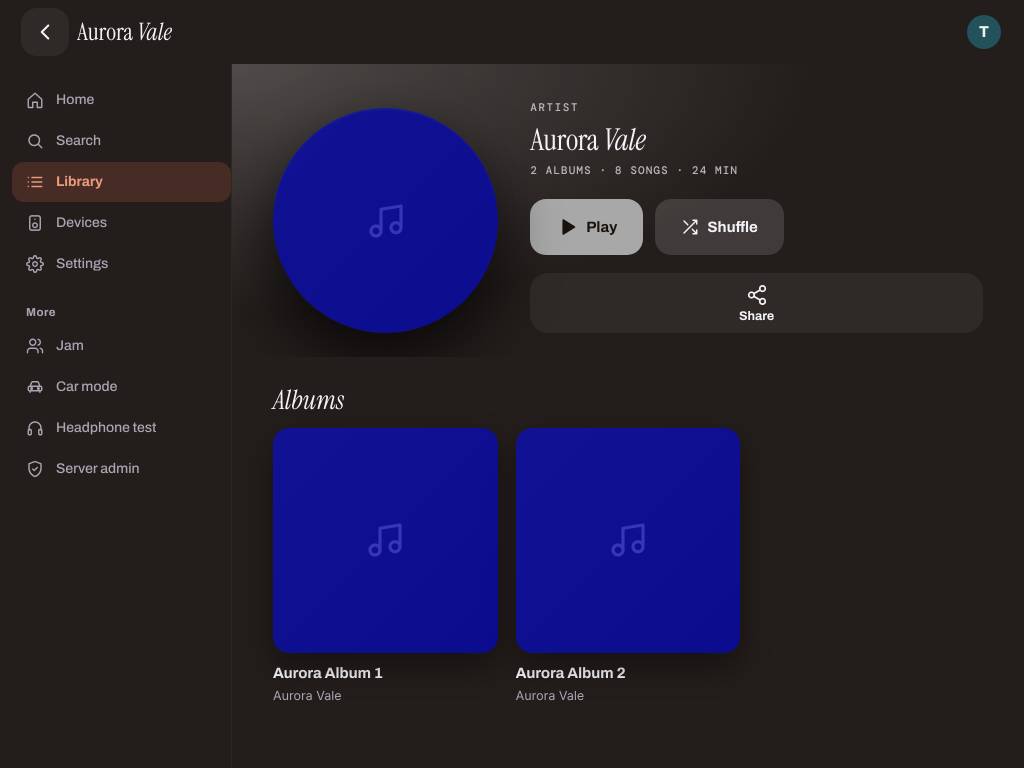 Aurora Vale
T
Home
Search
Library
Devices
Settings
More
Jam
Car mode
Headphone test
Server admin
ARTIST
Aurora Vale
2 ALBUMS · 8 SONGS · 24 MIN
Play
Shuffle
Share
Albums
Aurora Album 1
Aurora Vale
Aurora Album 2
Aurora Vale